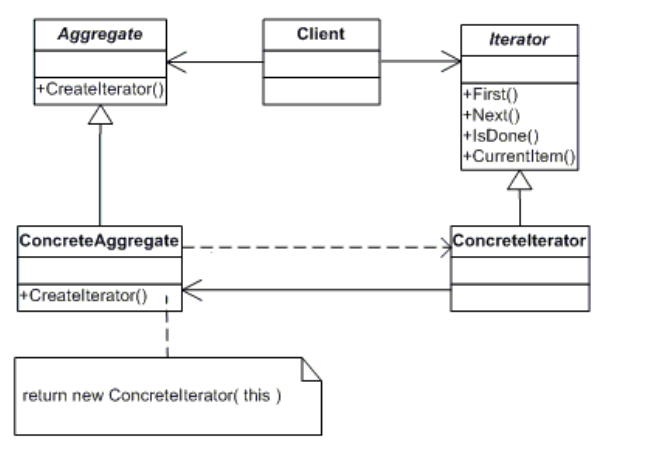 Aggregate
+CreateIterator()
Client
Iterator
+First()
+Next()
+IsDone()
+CurrentItem()
ConcreteAggregate
+CreateIterator()
ConcreteIterator
return new ConcreteIterator( this )